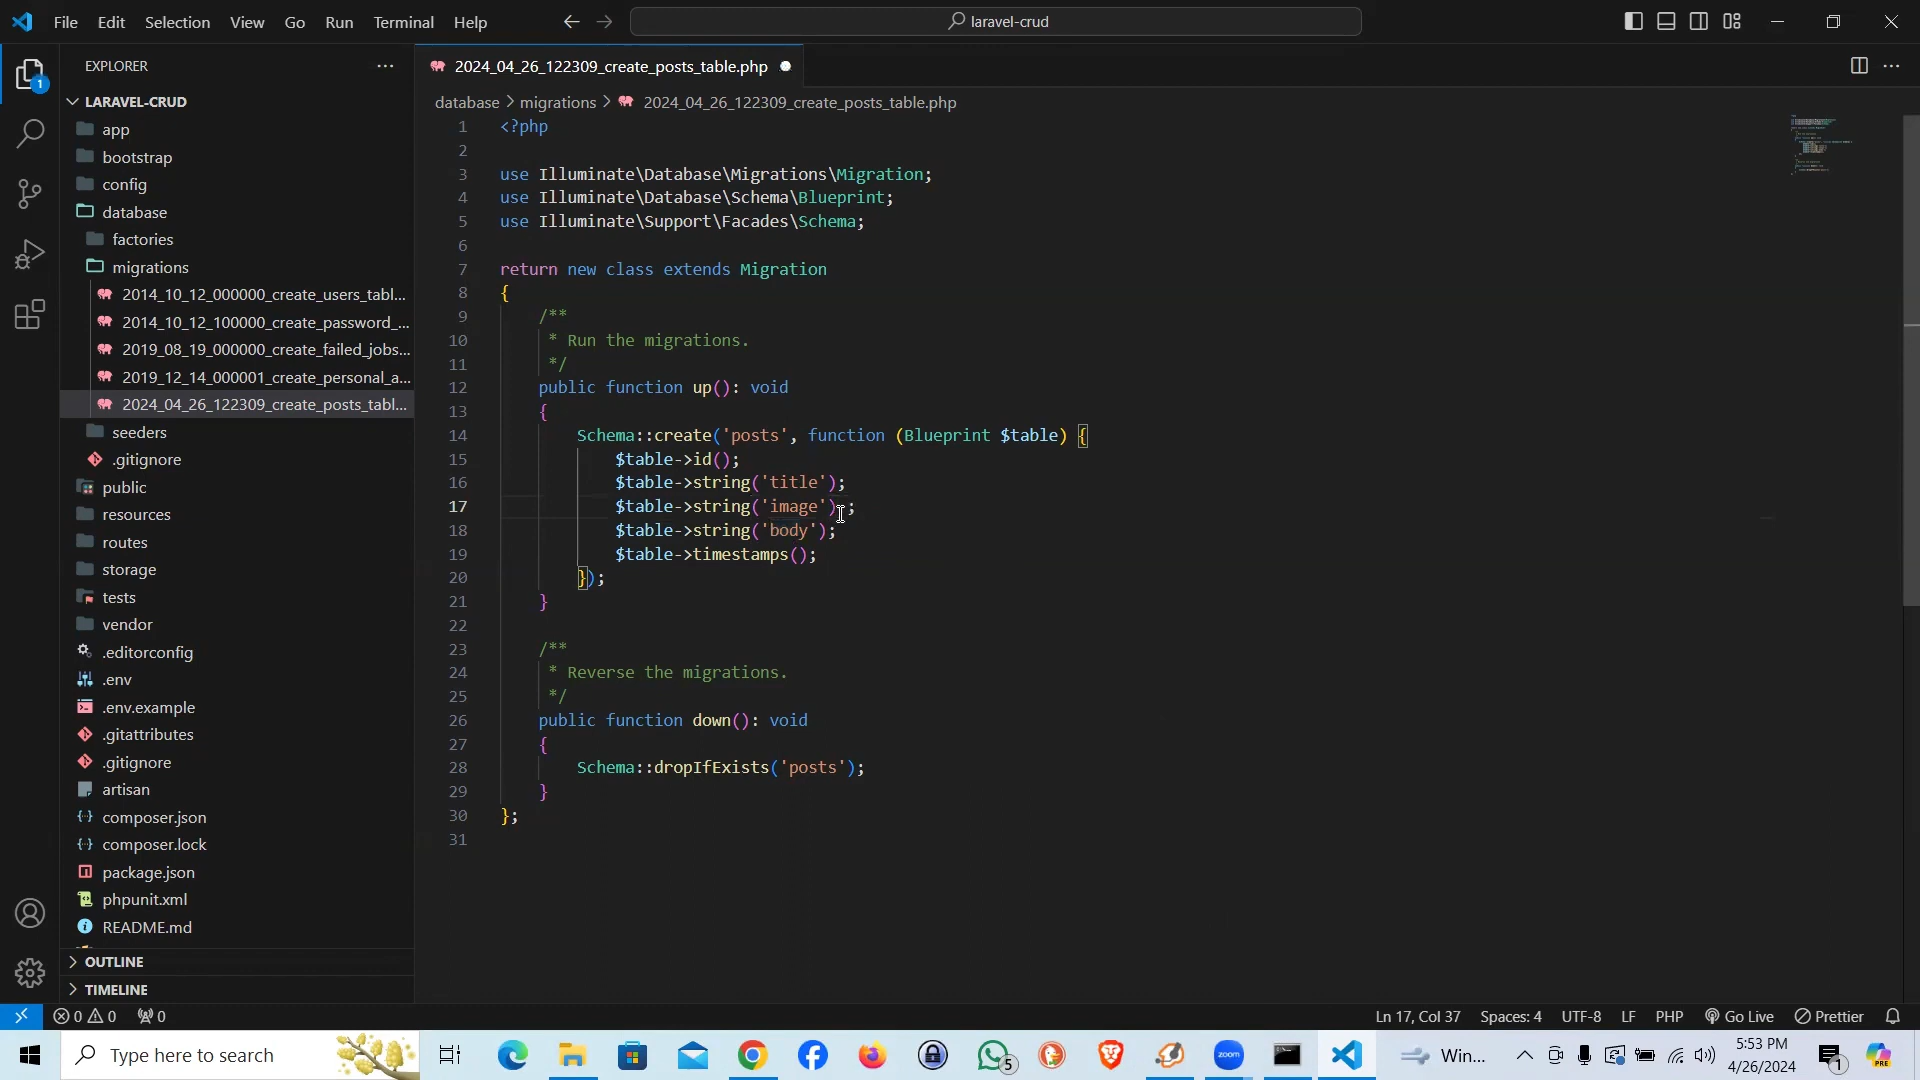 File Edit Selection View Go Run Terminal Help
laravel-crud
EXPLORER
LARAVEL-CRUD
app
bootstrap
config
database
factories
migrations
2014_10_12_000000_create_users_tabl...
2014_10_12_100000_create_password_...
2019_08_19_000000_create_failed_jobs...
2019_12_14_000001_create_personal_a...
2024_04_26_122309_create_posts_tabl...
seeders
.gitignore
public
resources
routes
storage
tests
vendor
.editorconfig
.env
.env.example
.gitattributes
.gitignore
artisan
composer.json
composer.lock
package.json
phpunit.xml
README.md
OUTLINE
TIMELINE
1
2024_04_26_122309_create_posts_table.php
database > migrations > 2024_04_26_122309_create_posts_table.php
1 <?php
2
3 use Illuminate\Database\Migrations\Migration;
4 use Illuminate\Database\Schema\Blueprint;
5 use Illuminate\Support\Facades\Schema;
6
7 return new class extends Migration
8 {
9 /**
10 * Run the migrations.
11 */
12 public function up(): void
13 {
14 Schema::create('posts', function (Blueprint $table) {
15 $table->id();
16 $table->string('title');
17 $table->string('image') ;
18 $table->string('body');
19 $table->timestamps();
20 });
21 }
22
23 /**
24 * Reverse the migrations.
25 */
26 public function down(): void
27 {
28 Schema::dropIfExists('posts');
29 }
30 };
31
0 0 0
Ln 17, Col 37 Spaces: 4 UTF-8 LF PHP Go Live Prettier
Type here to search
5
zoom
Win...
5:53 PM
4/26/2024
1
PRE